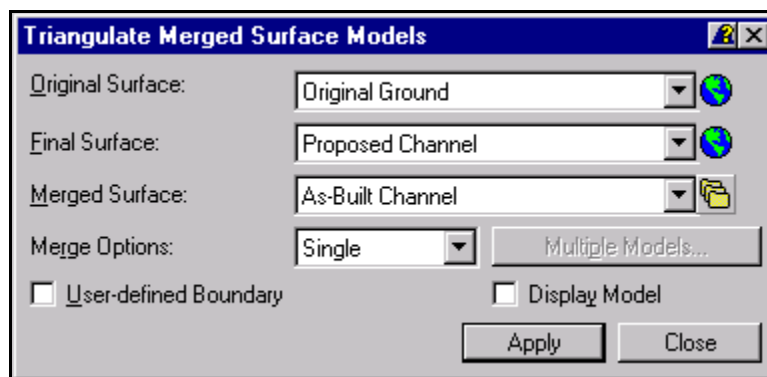 Triangulate Merged Surface Models
Original Surface: Original Ground
Final Surface: Proposed Channel
Merged Surface: As-Built Channel
Merge Options: Single Multiple Models...
User-defined Boundary Display Model
Apply Close